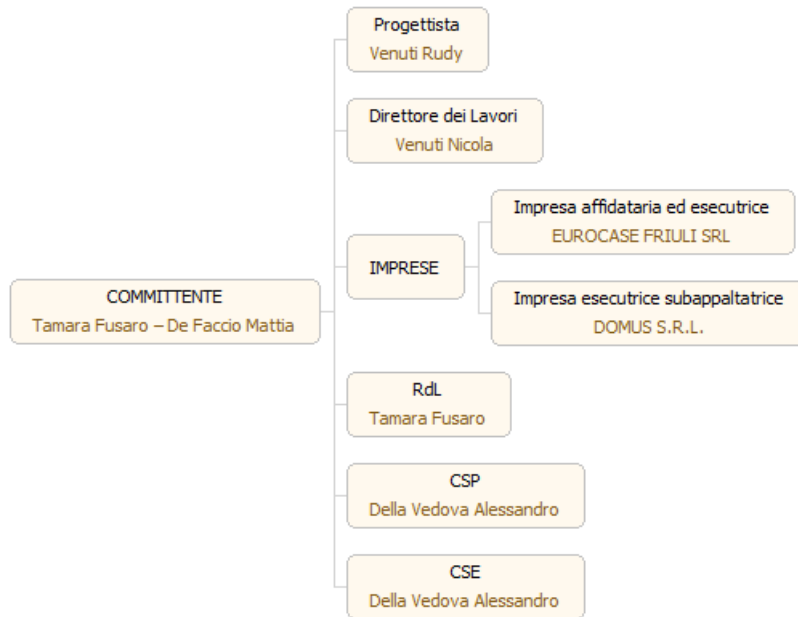 Progettista
Venuti Rudy
Direttore dei Lavori
Venuti Nicola
IMPRESE
Impresa affidataria ed esecutrice
EUROCASE FRIULI SRL
Impresa esecutrice subappaltatrice
DOMUS S.R.L.
COMMITTENTE
Tamara Fusaro – De Faccio Mattia
RdL
Tamara Fusaro
CSP
Della Vedova Alessandro
CSE
Della Vedova Alessandro